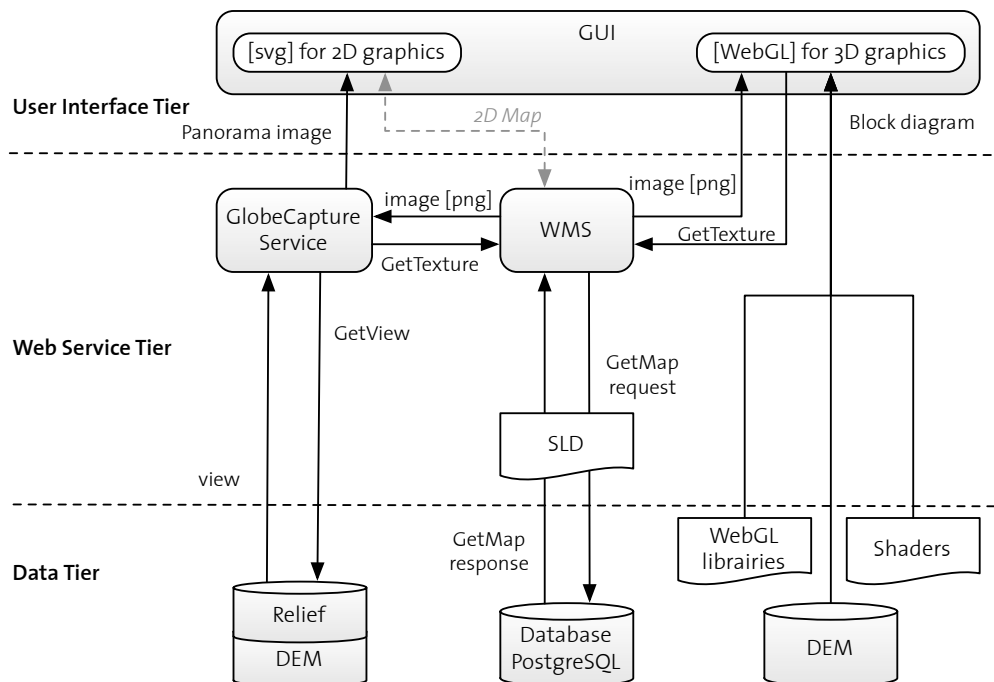 GUI
[svg] for 2D graphics
[WebGL] for 3D graphics
User Interface Tier
2D Map
Panorama image
Block diagram
image [png]
image [png]
GlobeCapture
Service
WMS
GetTexture
GetTexture
GetView
Web Service Tier
GetMap
request
SLD
view
GetMap
response
WebGL
librairies
Shaders
Data Tier
Relief
DEM
Database
PostgreSQL
DEM